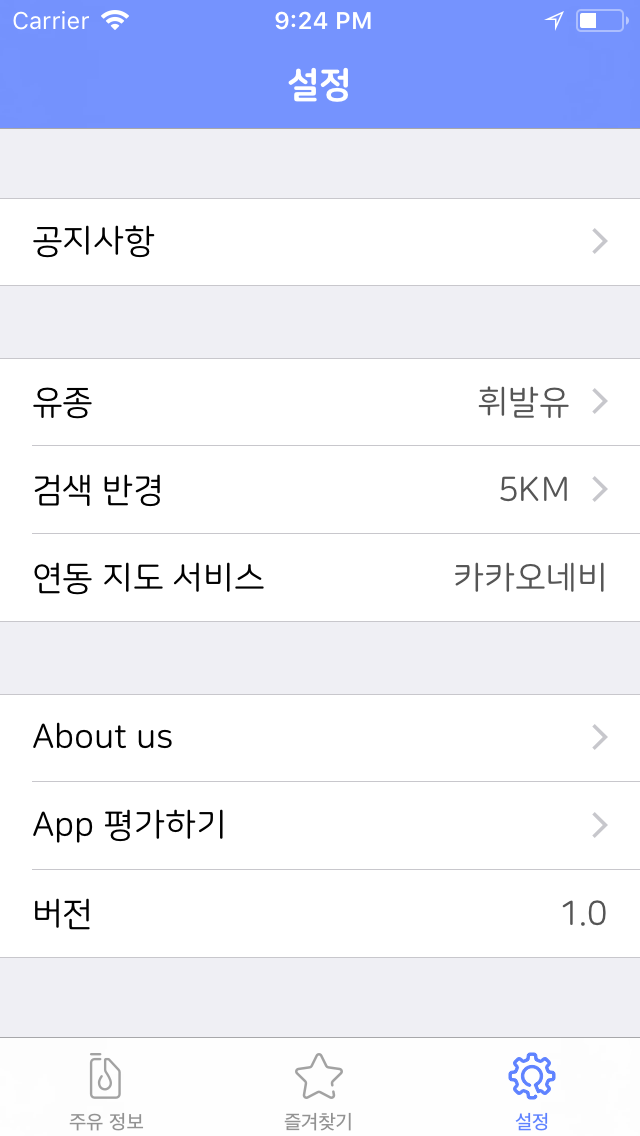 Carrier 9:24 PM
설정
공지사항
유종 휘발유
검색 반경 5KM
연동 지도 서비스 카카오네비
About us
App 평가하기
버전 1.0
주유 정보 즐겨찾기 설정